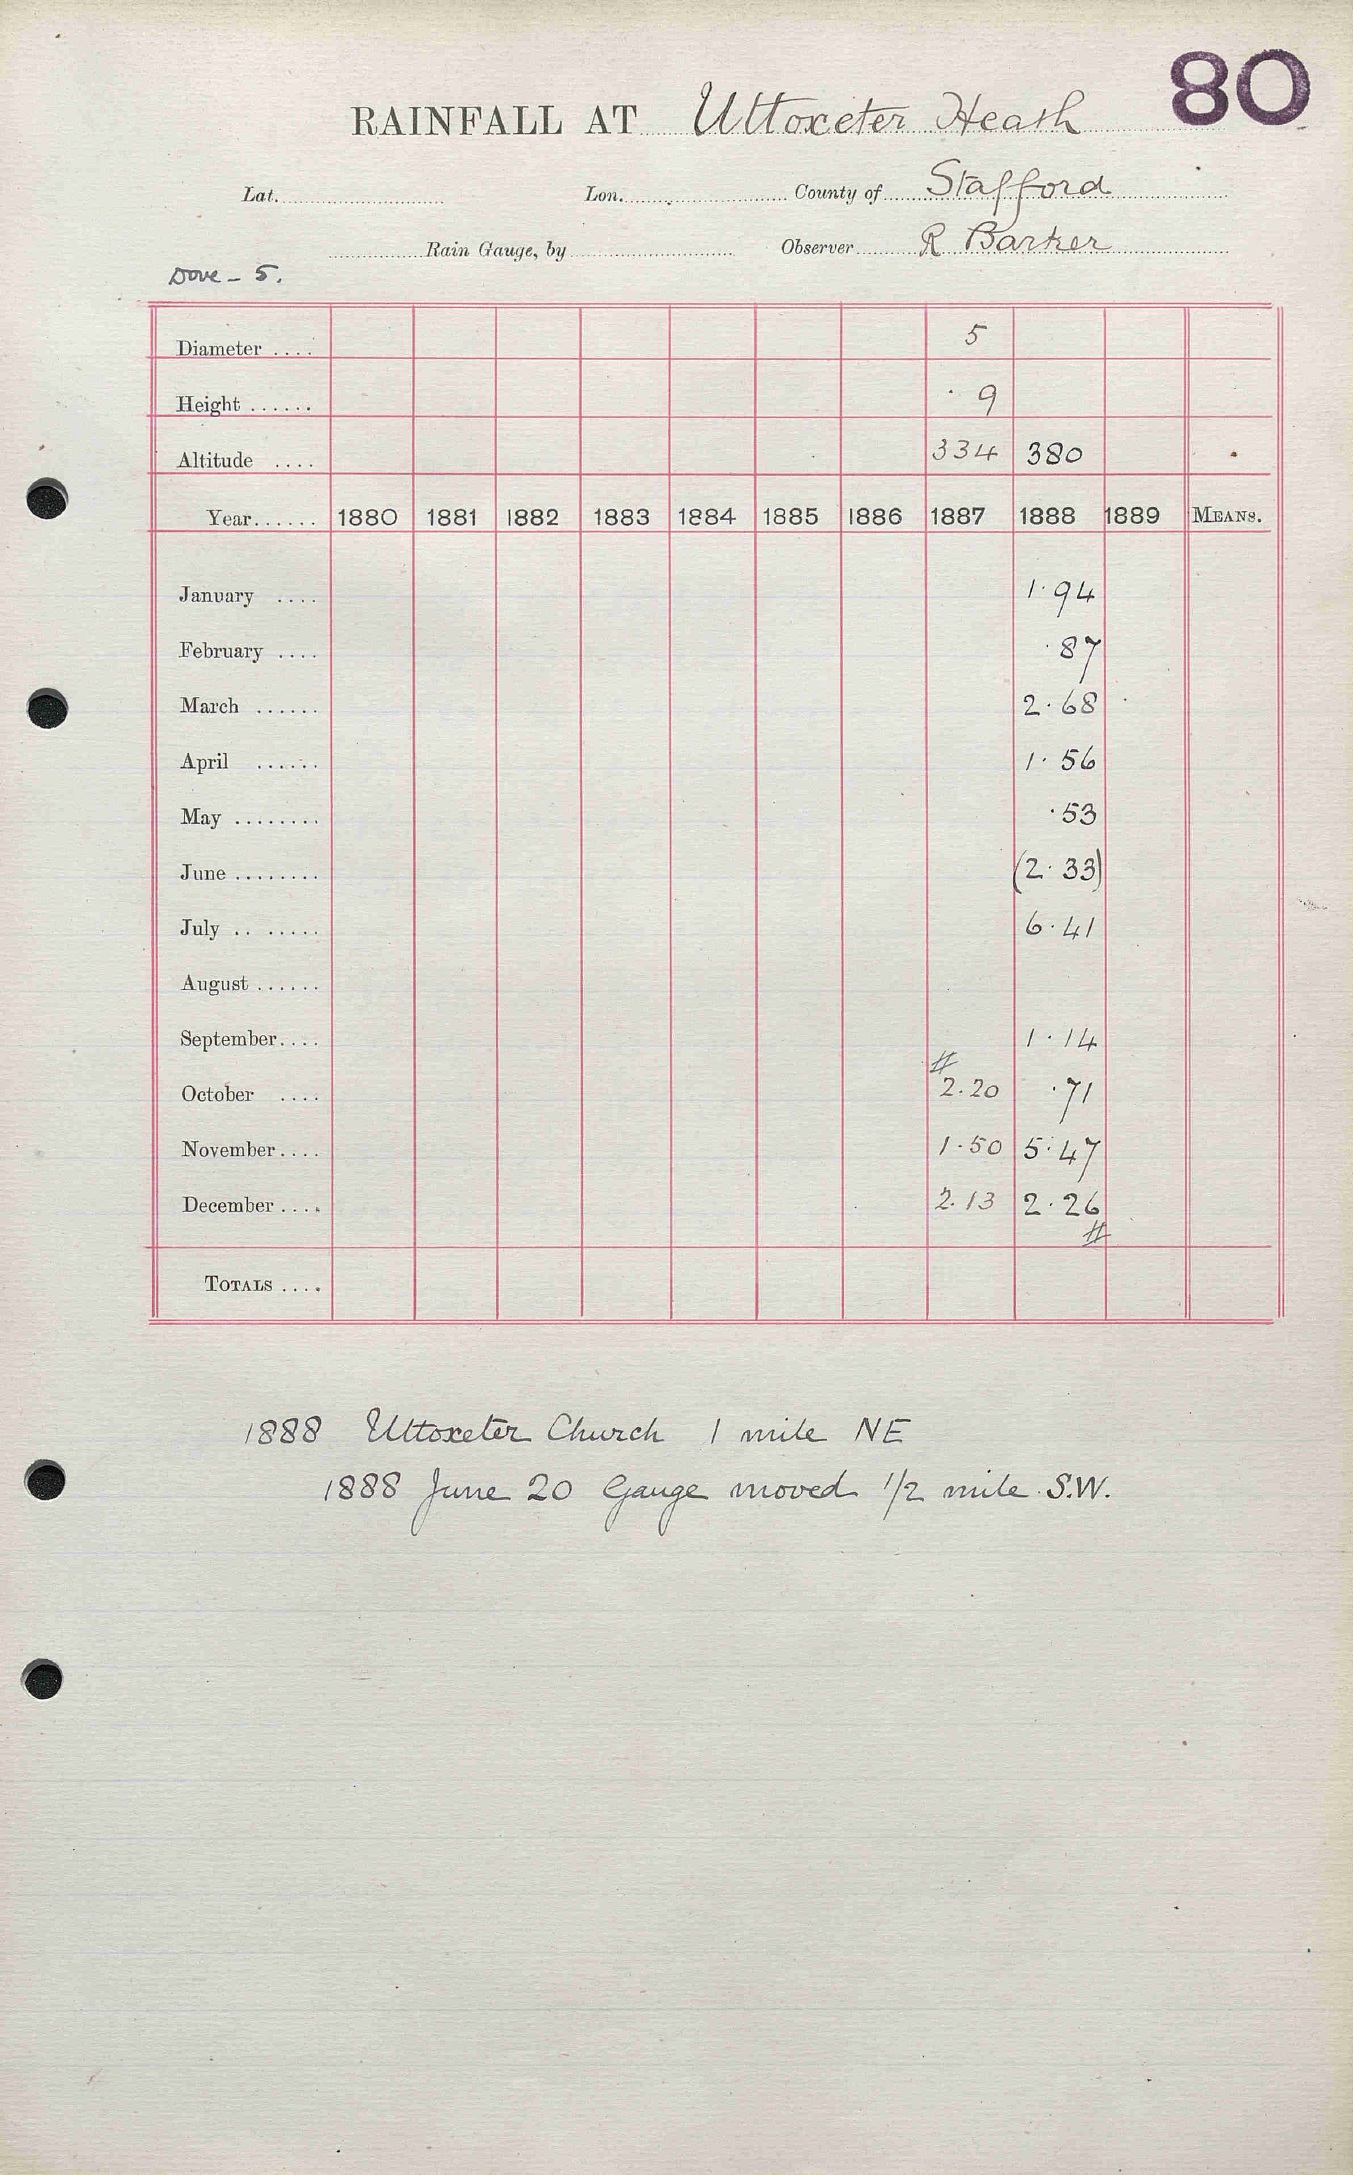 80
RAINFALL AT Uttoxeter Heath
Lat. Lon. County of Stafford
Rain Gauge, by Observer R Barker
Dove - 5.
Diameter .... 5
Height ...... · 9
Altitude .... 334 380
Year...... 1880 1881 1882 1883 1884 1885 1886 1887 1888 1889 MEANS.
January .... 1·94
February .... ·87
March ...... 2·68
April ...... 1·56
May ........ ·53
June ........ (2·33)
July .. ..... 6·41
August ......
September.... 1·14
#
October .... 2.20 ·71
November.... 1·50 5·47
December .... 2.13 2·26
#
TOTALS ....
1888 Uttoxeter Church 1 mile NE
1888 June 20 Gauge moved 1/2 mile S.W.